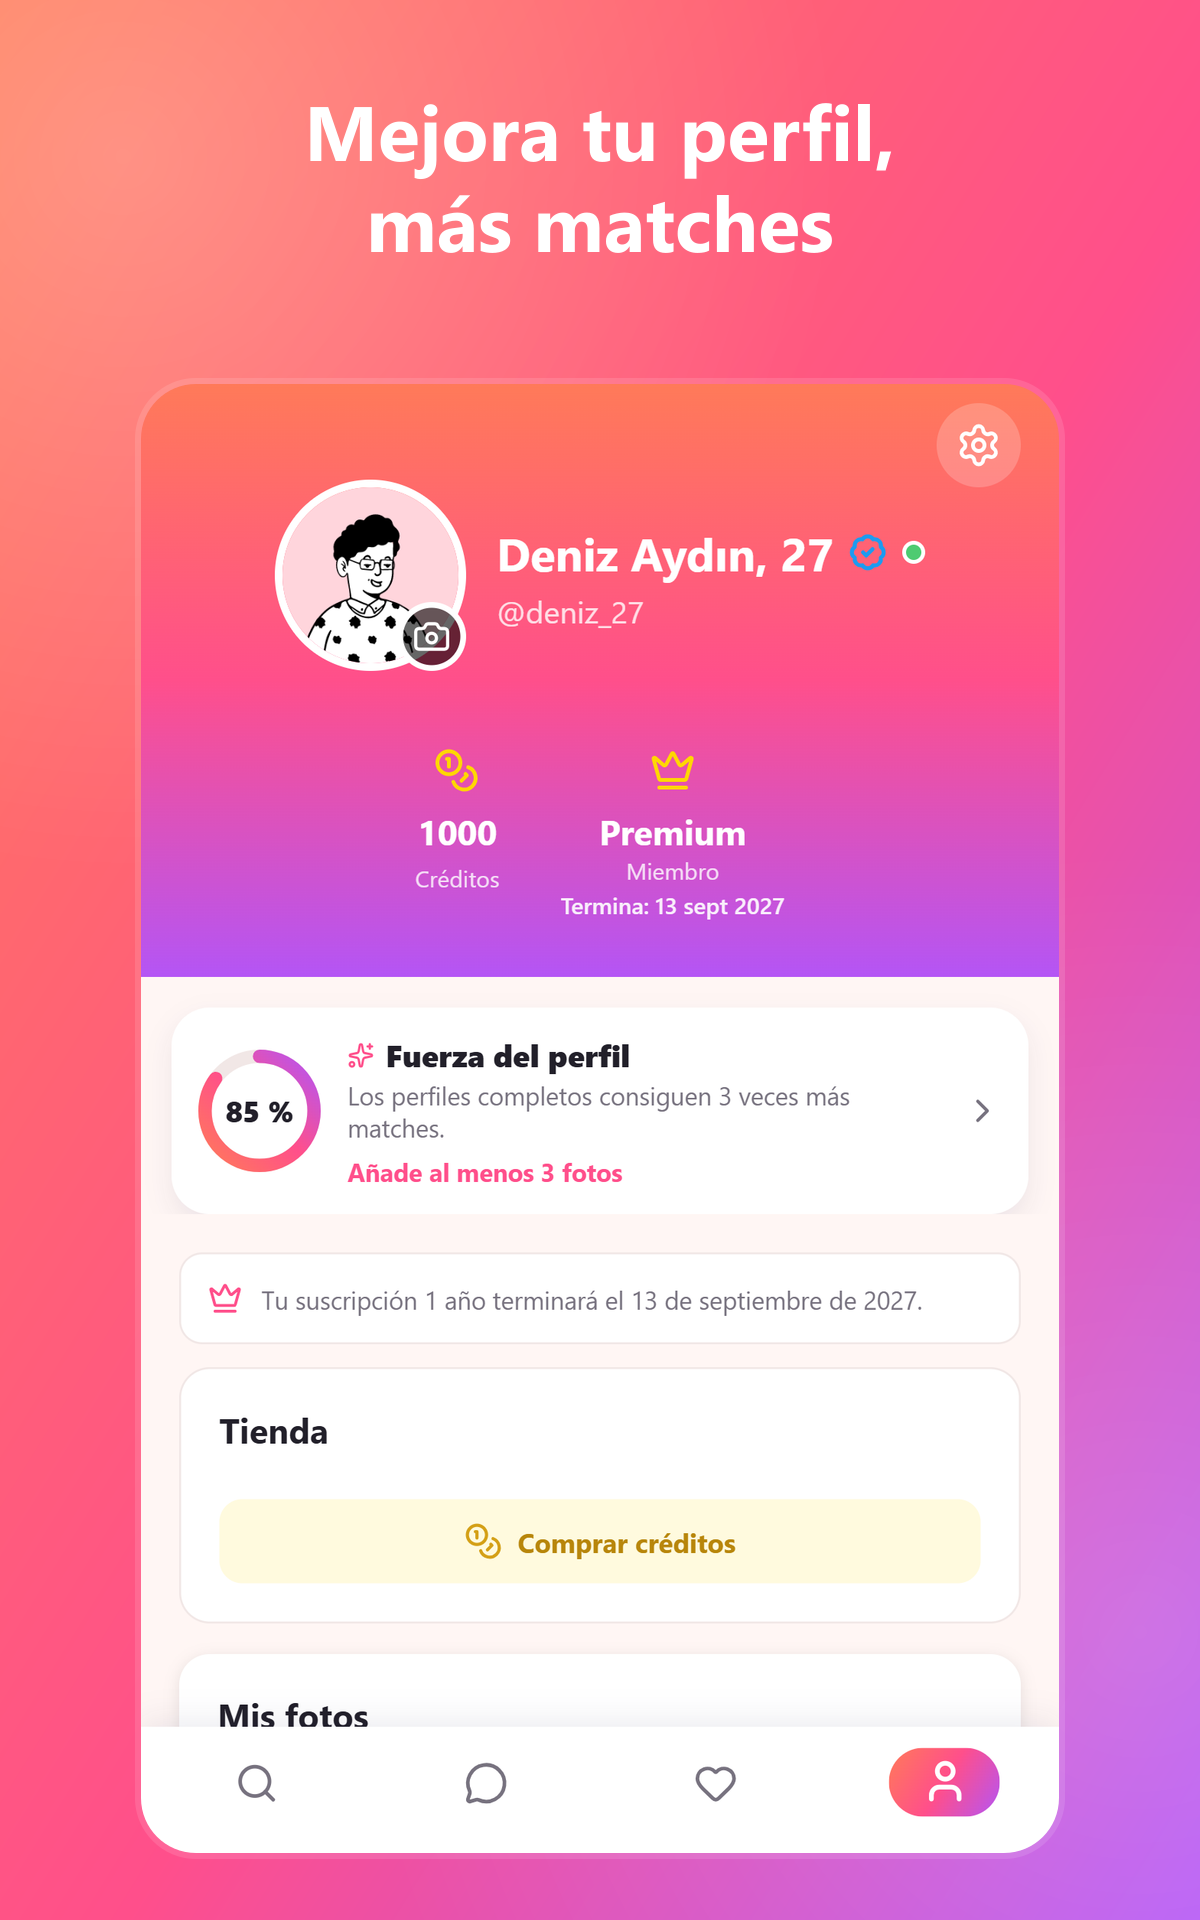 Mejora tu perfil,
más matches
Deniz Aydın, 27
@deniz_27
1000
Créditos
Premium
Miembro
Termina: 13 sept 2027
85 %
Fuerza del perfil
Los perfiles completos consiguen 3 veces más
matches.
Añade al menos 3 fotos
Tu suscripción 1 año terminará el 13 de septiembre de 2027.
Tienda
Comprar créditos
Mis fotos